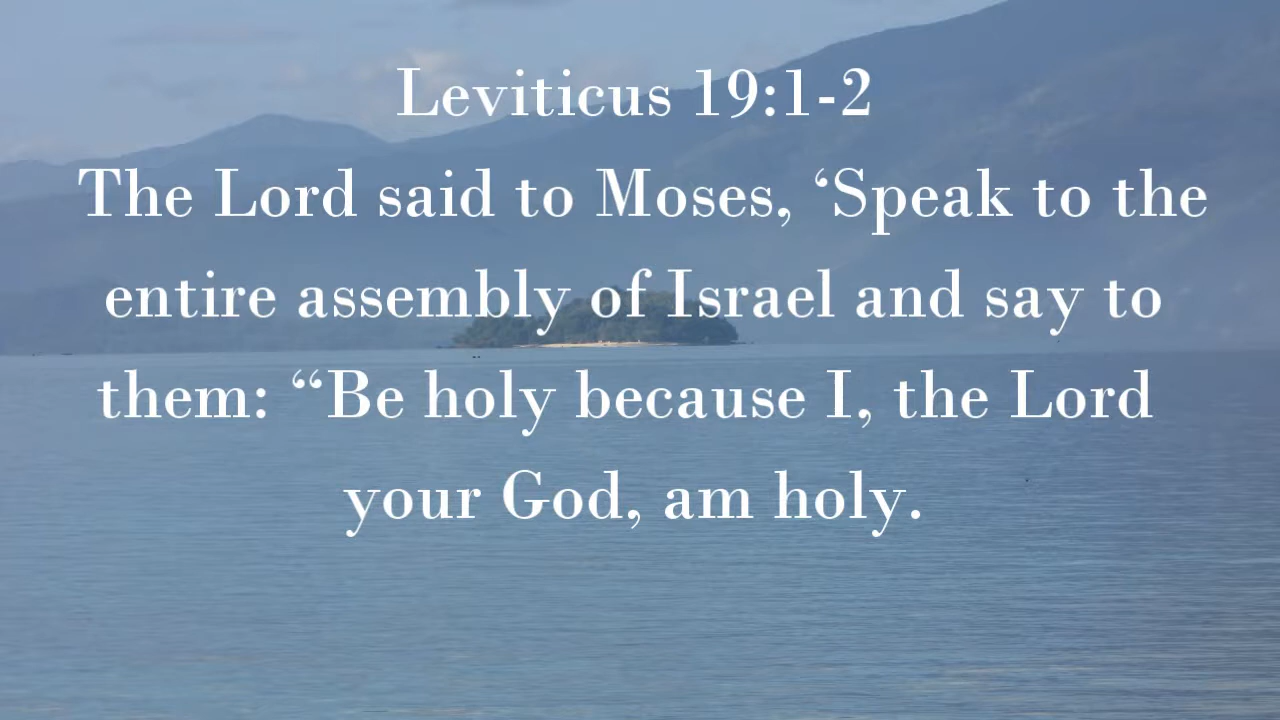 Leviticus 19:1-2
The Lord said to Moses, ‘Speak to the
entire assembly of Israel and say to
them: “Be holy because I, the Lord
your God, am holy.